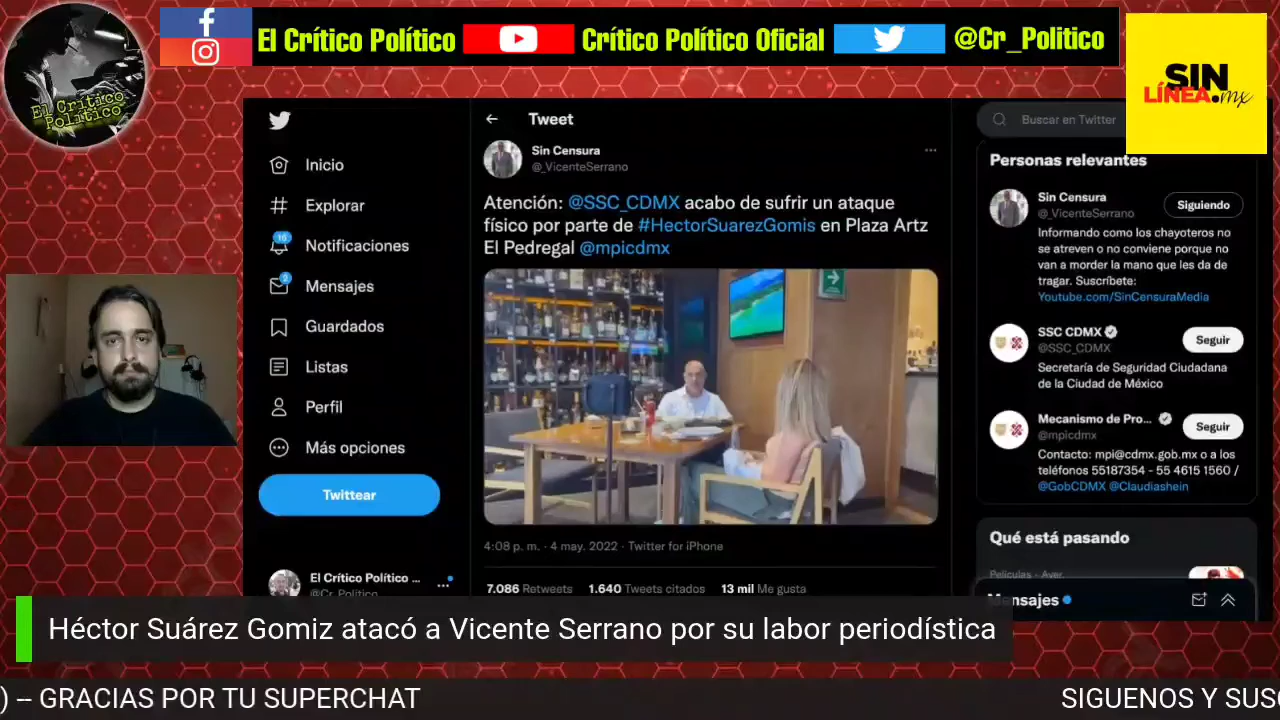 El Crítico Político
El Crítico Político
Crítico Político Oficial
@Cr_Politico
SIN
LÍNEA.mx
Inicio
Explorar
16
Notificaciones
Mensajes
Guardados
Listas
Perfil
Más opciones
Twittear
El Crítico Político ...
@Cr_Politico
Tweet
Sin Censura
@_VicenteSerrano
Atención: @SSC_CDMX acabo de sufrir un ataque
físico por parte de #HectorSuarezGomis en Plaza Artz
El Pedregal @mpicdmx
4:08 p. m. · 4 may. 2022 · Twitter for iPhone
7.086 Retweets 1.640 Tweets citados 13 mil Me gusta
Buscar en Twitter
Personas relevantes
Sin Censura
@_VicenteSerrano
Siguiendo
Informando como los chayoteros no
se atreven o no conviene porque no
van a morder la mano que les da de
tragar. Suscríbete:
Youtube.com/SinCensuraMedia
SSC CDMX
@SSC_CDMX
Seguir
Secretaría de Seguridad Ciudadana
de la Ciudad de México
Mecanismo de Pro...
@mpicdmx
Seguir
Contacto: mpi@cdmx.gob.mx o a los
teléfonos 55187354 - 55 4615 1560 /
@GobCDMX @Claudiashein
Qué está pasando
Películas · Ayer
Mensajes
Héctor Suárez Gomiz atacó a Vicente Serrano por su labor periodística
) -- GRACIAS POR TU SUPERCHAT
SIGUENOS Y SUSC